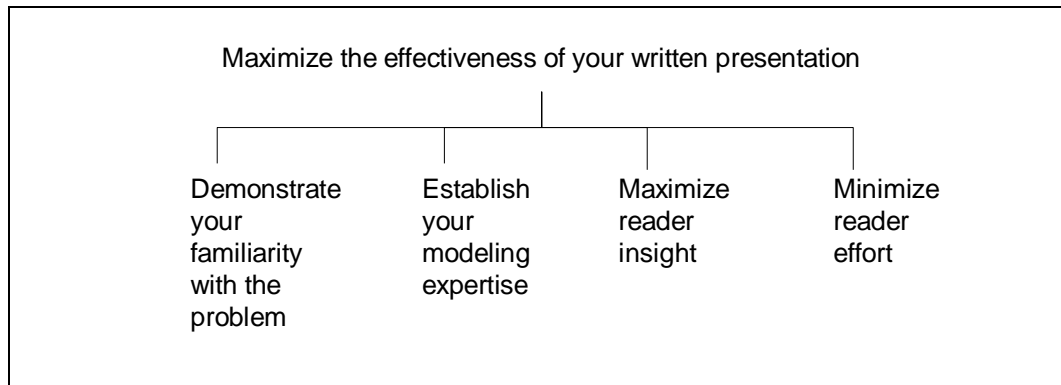 Maximize the effectiveness of your written presentation
Demonstrate
your
familiarity
with the
problem
Establish
your
modeling
expertise
Maximize
reader
insight
Minimize
reader
effort